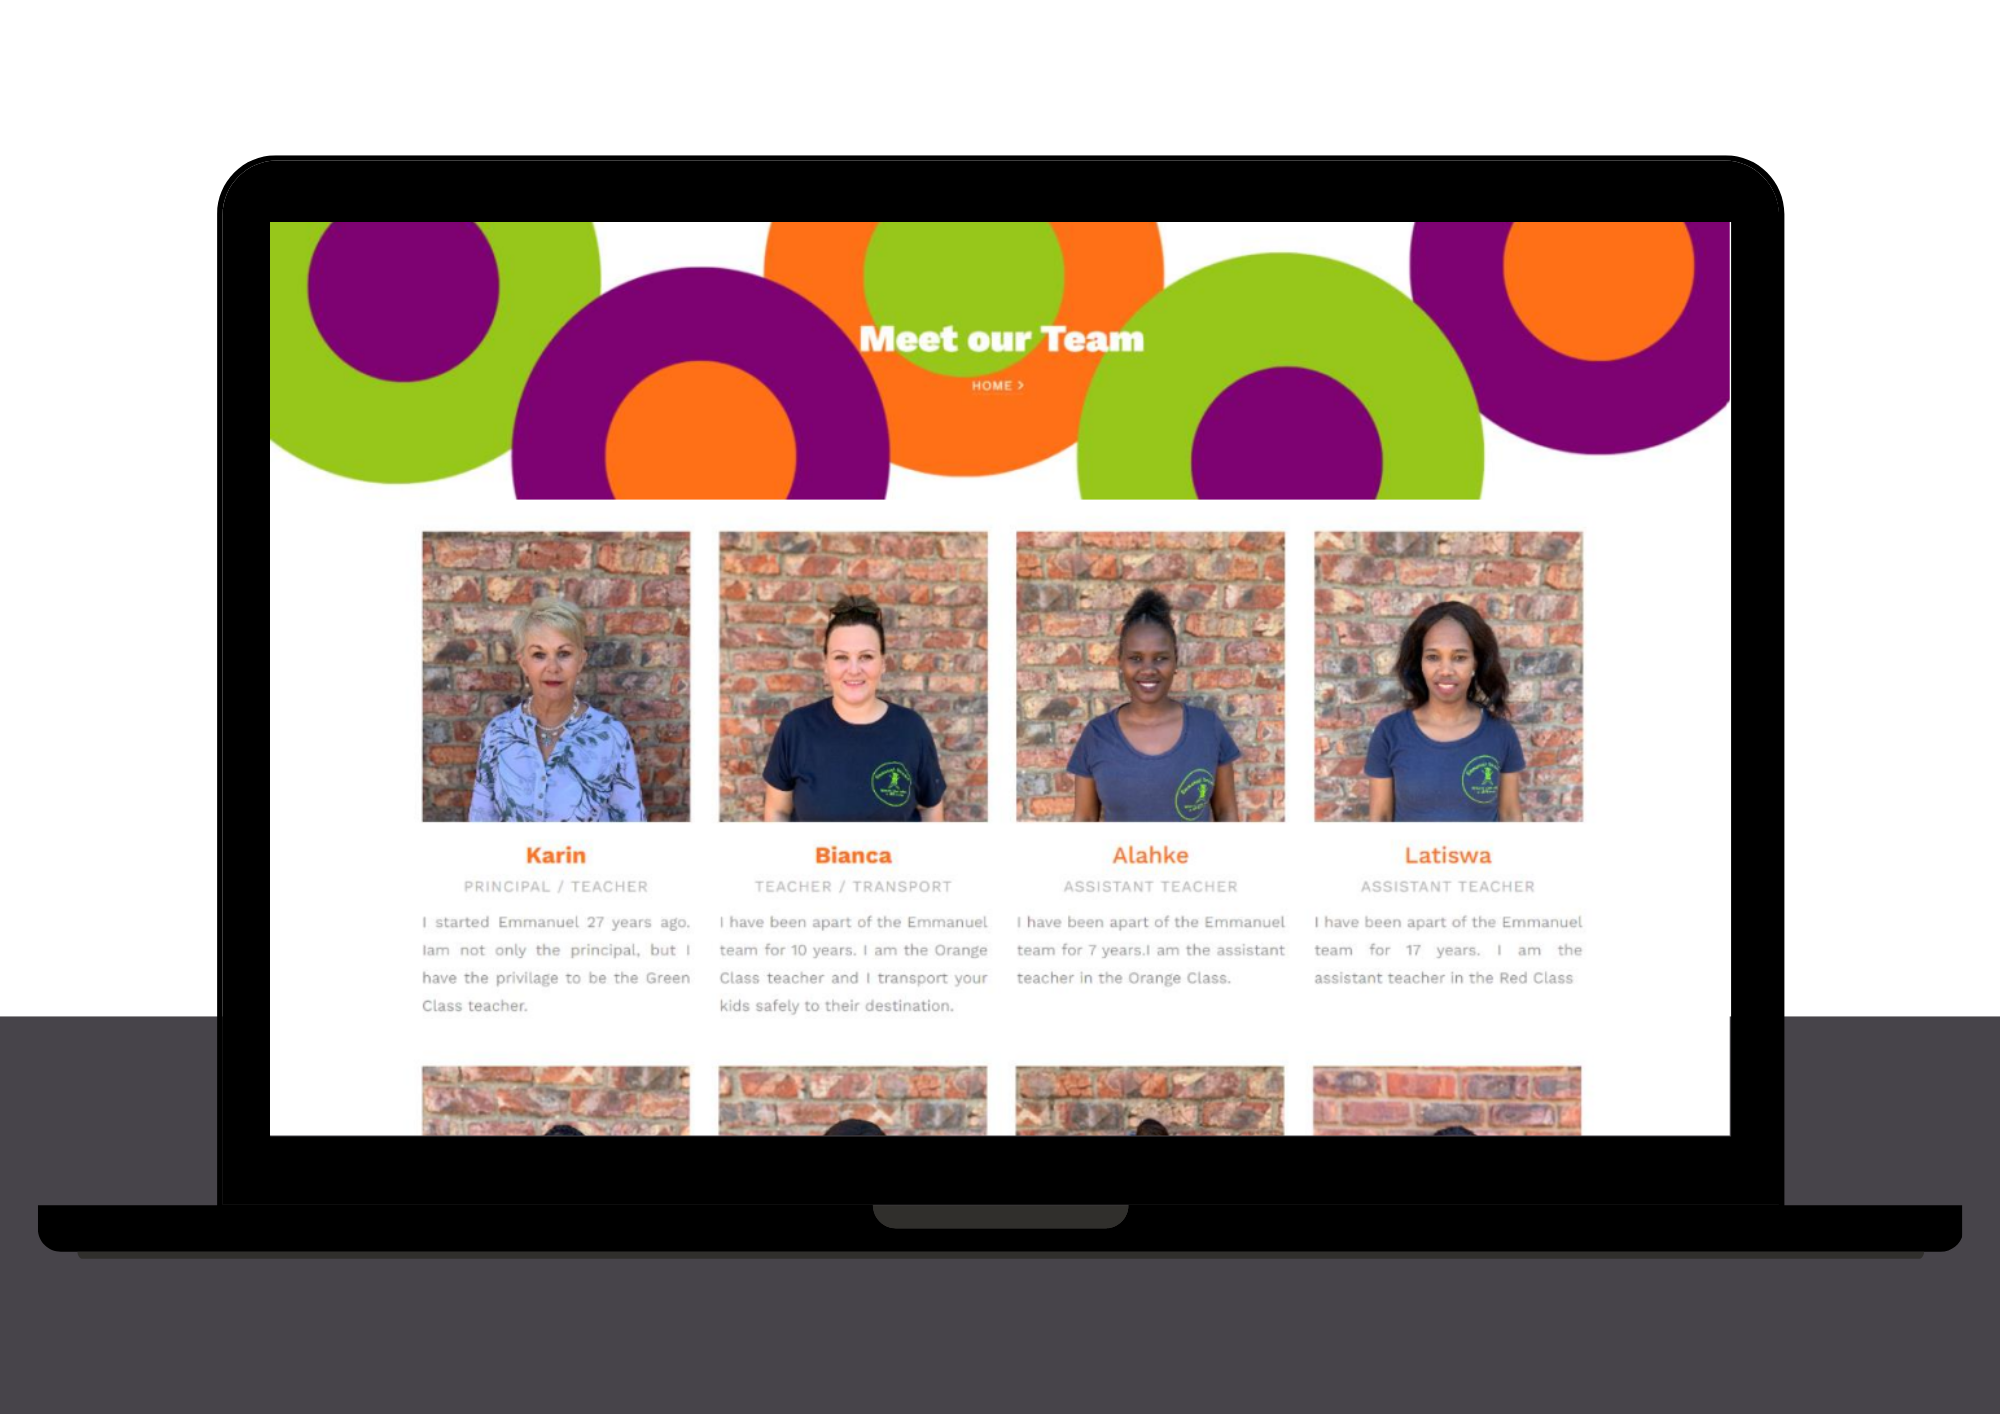 Meet our Team
HOME >
Karin
PRINCIPAL / TEACHER
I started Emmanuel 27 years ago.
Iam not only the principal, but I
have the privilage to be the Green
Class teacher.
Bianca
TEACHER / TRANSPORT
I have been apart of the Emmanuel
team for 10 years. I am the Orange
Class teacher and I transport your
kids safely to their destination.
Alahke
ASSISTANT TEACHER
I have been apart of the Emmanuel
team for 7 years.I am the assistant
teacher in the Orange Class.
Latiswa
ASSISTANT TEACHER
I have been apart of the Emmanuel
team for 17 years. I am the
assistant teacher in the Red Class